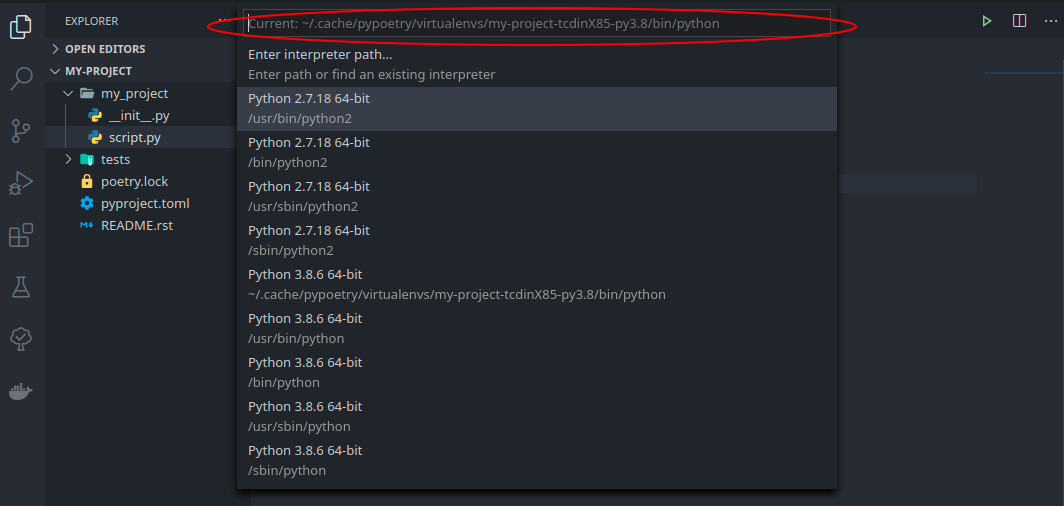 EXPLORER
Current: ~/.cache/pypoetry/virtualenvs/my-project-tcdinX85-py3.8/bin/python
OPEN EDITORS
MY-PROJECT
my_project
__init__.py
script.py
tests
poetry.lock
pyproject.toml
README.rst
Enter interpreter path...
Enter path or find an existing interpreter
Python 2.7.18 64-bit
/usr/bin/python2
Python 2.7.18 64-bit
/bin/python2
Python 2.7.18 64-bit
/usr/sbin/python2
Python 2.7.18 64-bit
/sbin/python2
Python 3.8.6 64-bit
~/.cache/pypoetry/virtualenvs/my-project-tcdinX85-py3.8/bin/python
Python 3.8.6 64-bit
/usr/bin/python
Python 3.8.6 64-bit
/bin/python
Python 3.8.6 64-bit
/usr/sbin/python
Python 3.8.6 64-bit
/sbin/python